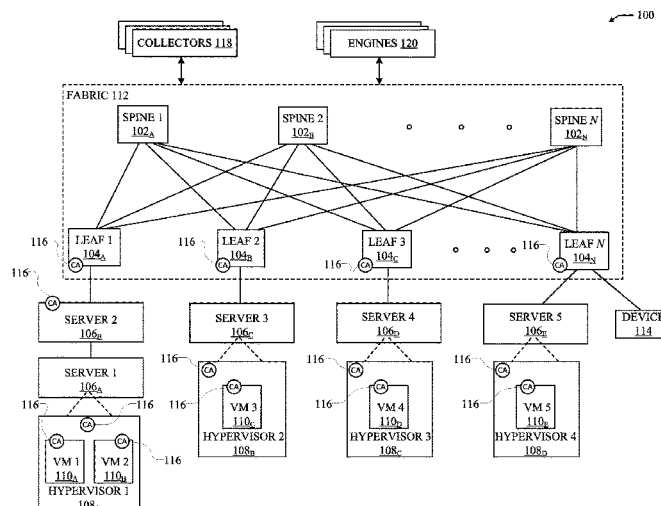 100
COLLECTORS 118
ENGINES 120
FABRIC 112
SPINE 1
102A
SPINE 2
102B
SPINE N
102N
116
LEAF 1
104A
CA
116
LEAF 2
104B
CA
116
LEAF 3
104C
CA
116
LEAF N
104N
CA
116
CA
SERVER 2
106B
SERVER 3
106C
SERVER 4
106D
SERVER 5
106E
DEVICE
114
SERVER 1
106A
116
CA
116
CA
VM 3
110C
HYPERVISOR 2
108B
116
CA
116
CA
VM 4
110D
HYPERVISOR 3
108C
116
CA
116
CA
VM 5
110E
HYPERVISOR 4
108D
116
CA
116
CA
VM 1
110A
CA
116
VM 2
110B
HYPERVISOR 1
108